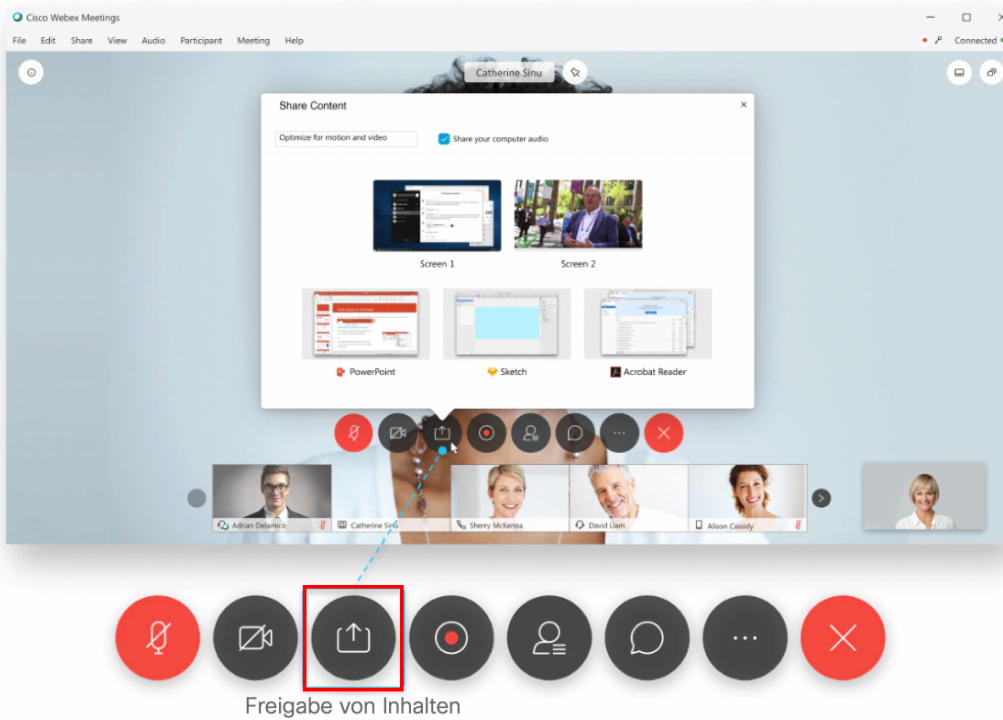 Cisco Webex Meetings
File Edit Share View Audio Participant Meeting Help
Connected
Catherine Sinu
Share Content
Optimize for motion and video
Share your computer audio
Screen 1
Screen 2
PowerPoint
Sketch
Acrobat Reader
Adrian Delamico
Catherine Sinu
Sherry McKenna
David Liam
Alison Cassidy
Freigabe von Inhalten